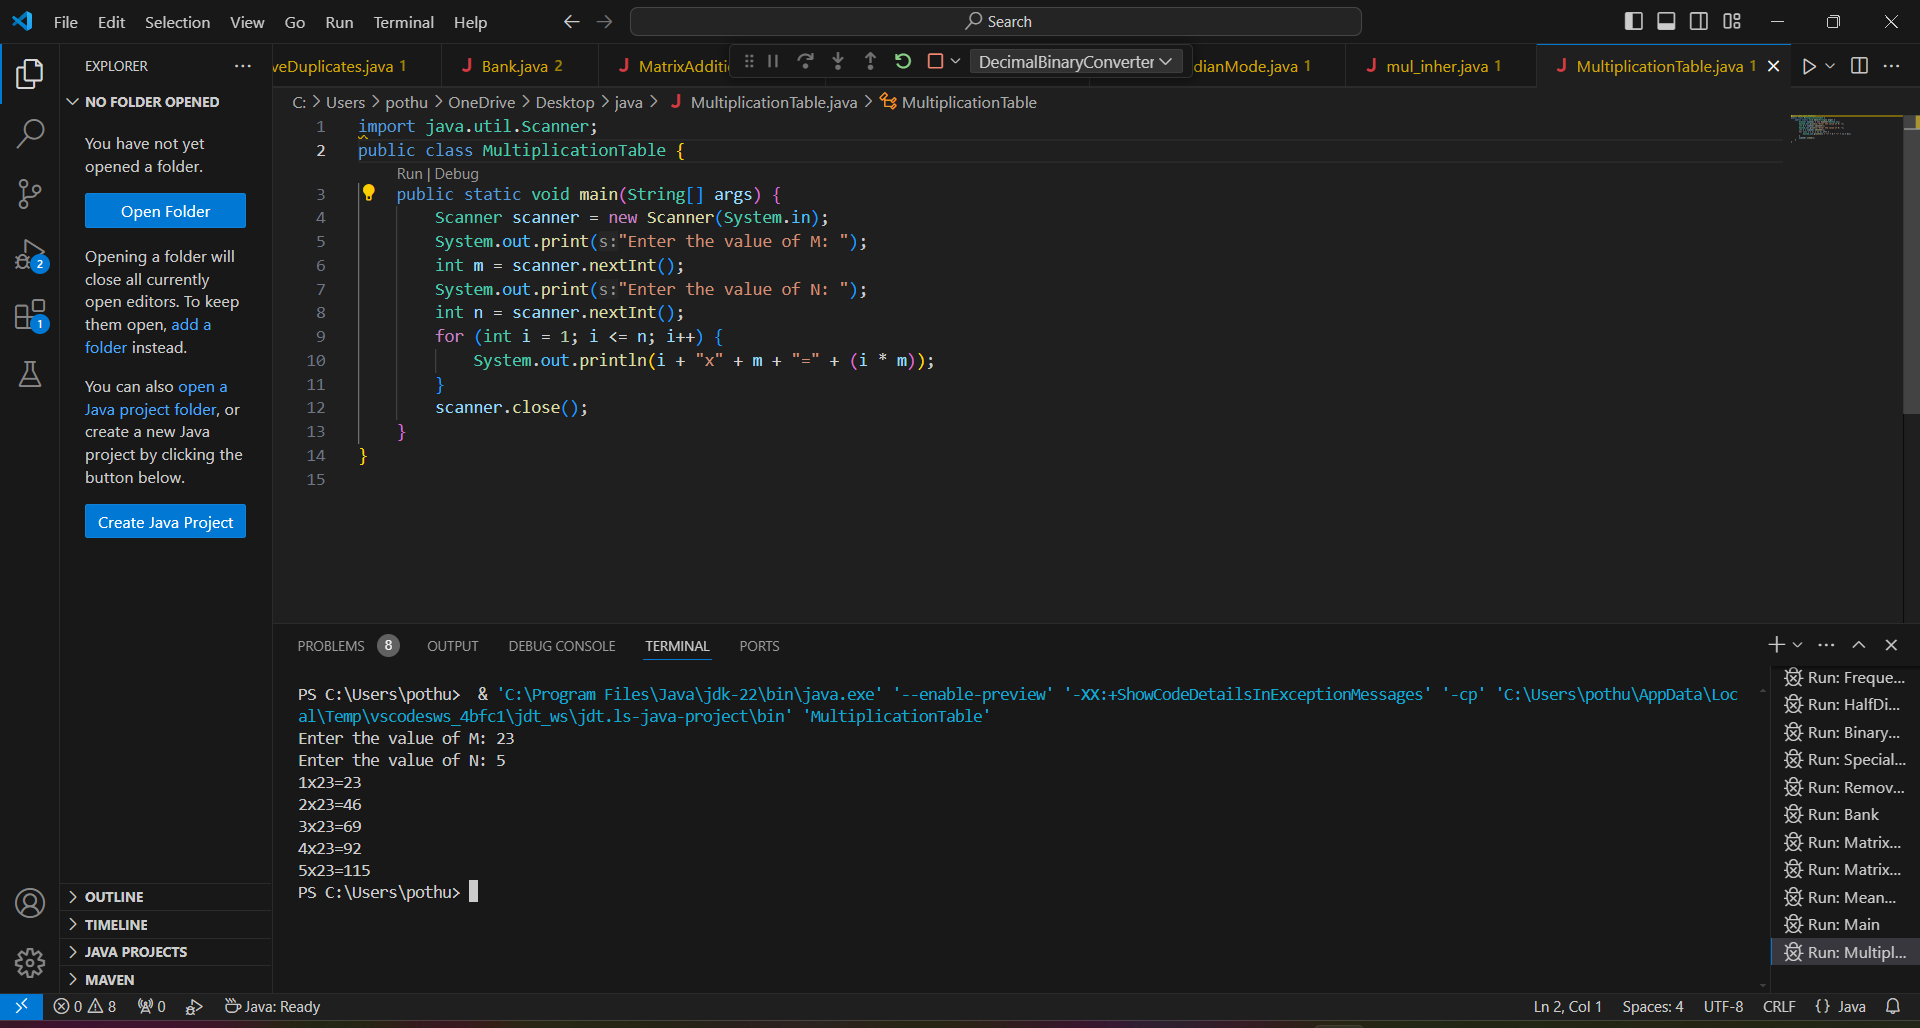 File Edit Selection View Go Run Terminal Help Search
EXPLORER
veDuplicates.java 1 J Bank.java 2 J MatrixAdditi DecimalBinaryConverter dianMode.java 1 J mul_inher.java 1 J MultiplicationTable.java 1
NO FOLDER OPENED
You have not yet
opened a folder.
Open Folder
Opening a folder will
close all currently
open editors. To keep
them open, add a
folder instead.
You can also open a
Java project folder, or
create a new Java
project by clicking the
button below.
Create Java Project
2
1
OUTLINE
TIMELINE
JAVA PROJECTS
MAVEN
C: > Users > pothu > OneDrive > Desktop > java > J MultiplicationTable.java > MultiplicationTable
1 import java.util.Scanner;
2 public class MultiplicationTable {
Run | Debug
3 public static void main(String[] args) {
4 Scanner scanner = new Scanner(System.in);
5 System.out.print(s:"Enter the value of M: ");
6 int m = scanner.nextInt();
7 System.out.print(s:"Enter the value of N: ");
8 int n = scanner.nextInt();
9 for (int i = 1; i <= n; i++) {
10 System.out.println(i + "x" + m + "=" + (i * m));
11 }
12 scanner.close();
13 }
14 }
15
PROBLEMS 8 OUTPUT DEBUG CONSOLE TERMINAL PORTS
PS C:\Users\pothu> & 'C:\Program Files\Java\jdk-22\bin\java.exe' '--enable-preview' '-XX:+ShowCodeDetailsInExceptionMessages' '-cp' 'C:\Users\pothu\AppData\Loc
al\Temp\vscodesws_4bfc1\jdt_ws\jdt.ls-java-project\bin' 'MultiplicationTable'
Enter the value of M: 23
Enter the value of N: 5
1x23=23
2x23=46
3x23=69
4x23=92
5x23=115
PS C:\Users\pothu>
Run: Freque...
Run: HalfDi...
Run: Binary...
Run: Special...
Run: Remov...
Run: Bank
Run: Matrix...
Run: Matrix...
Run: Mean...
Run: Main
Run: Multipl...
0 8 0 Java: Ready Ln 2, Col 1 Spaces: 4 UTF-8 CRLF {} Java